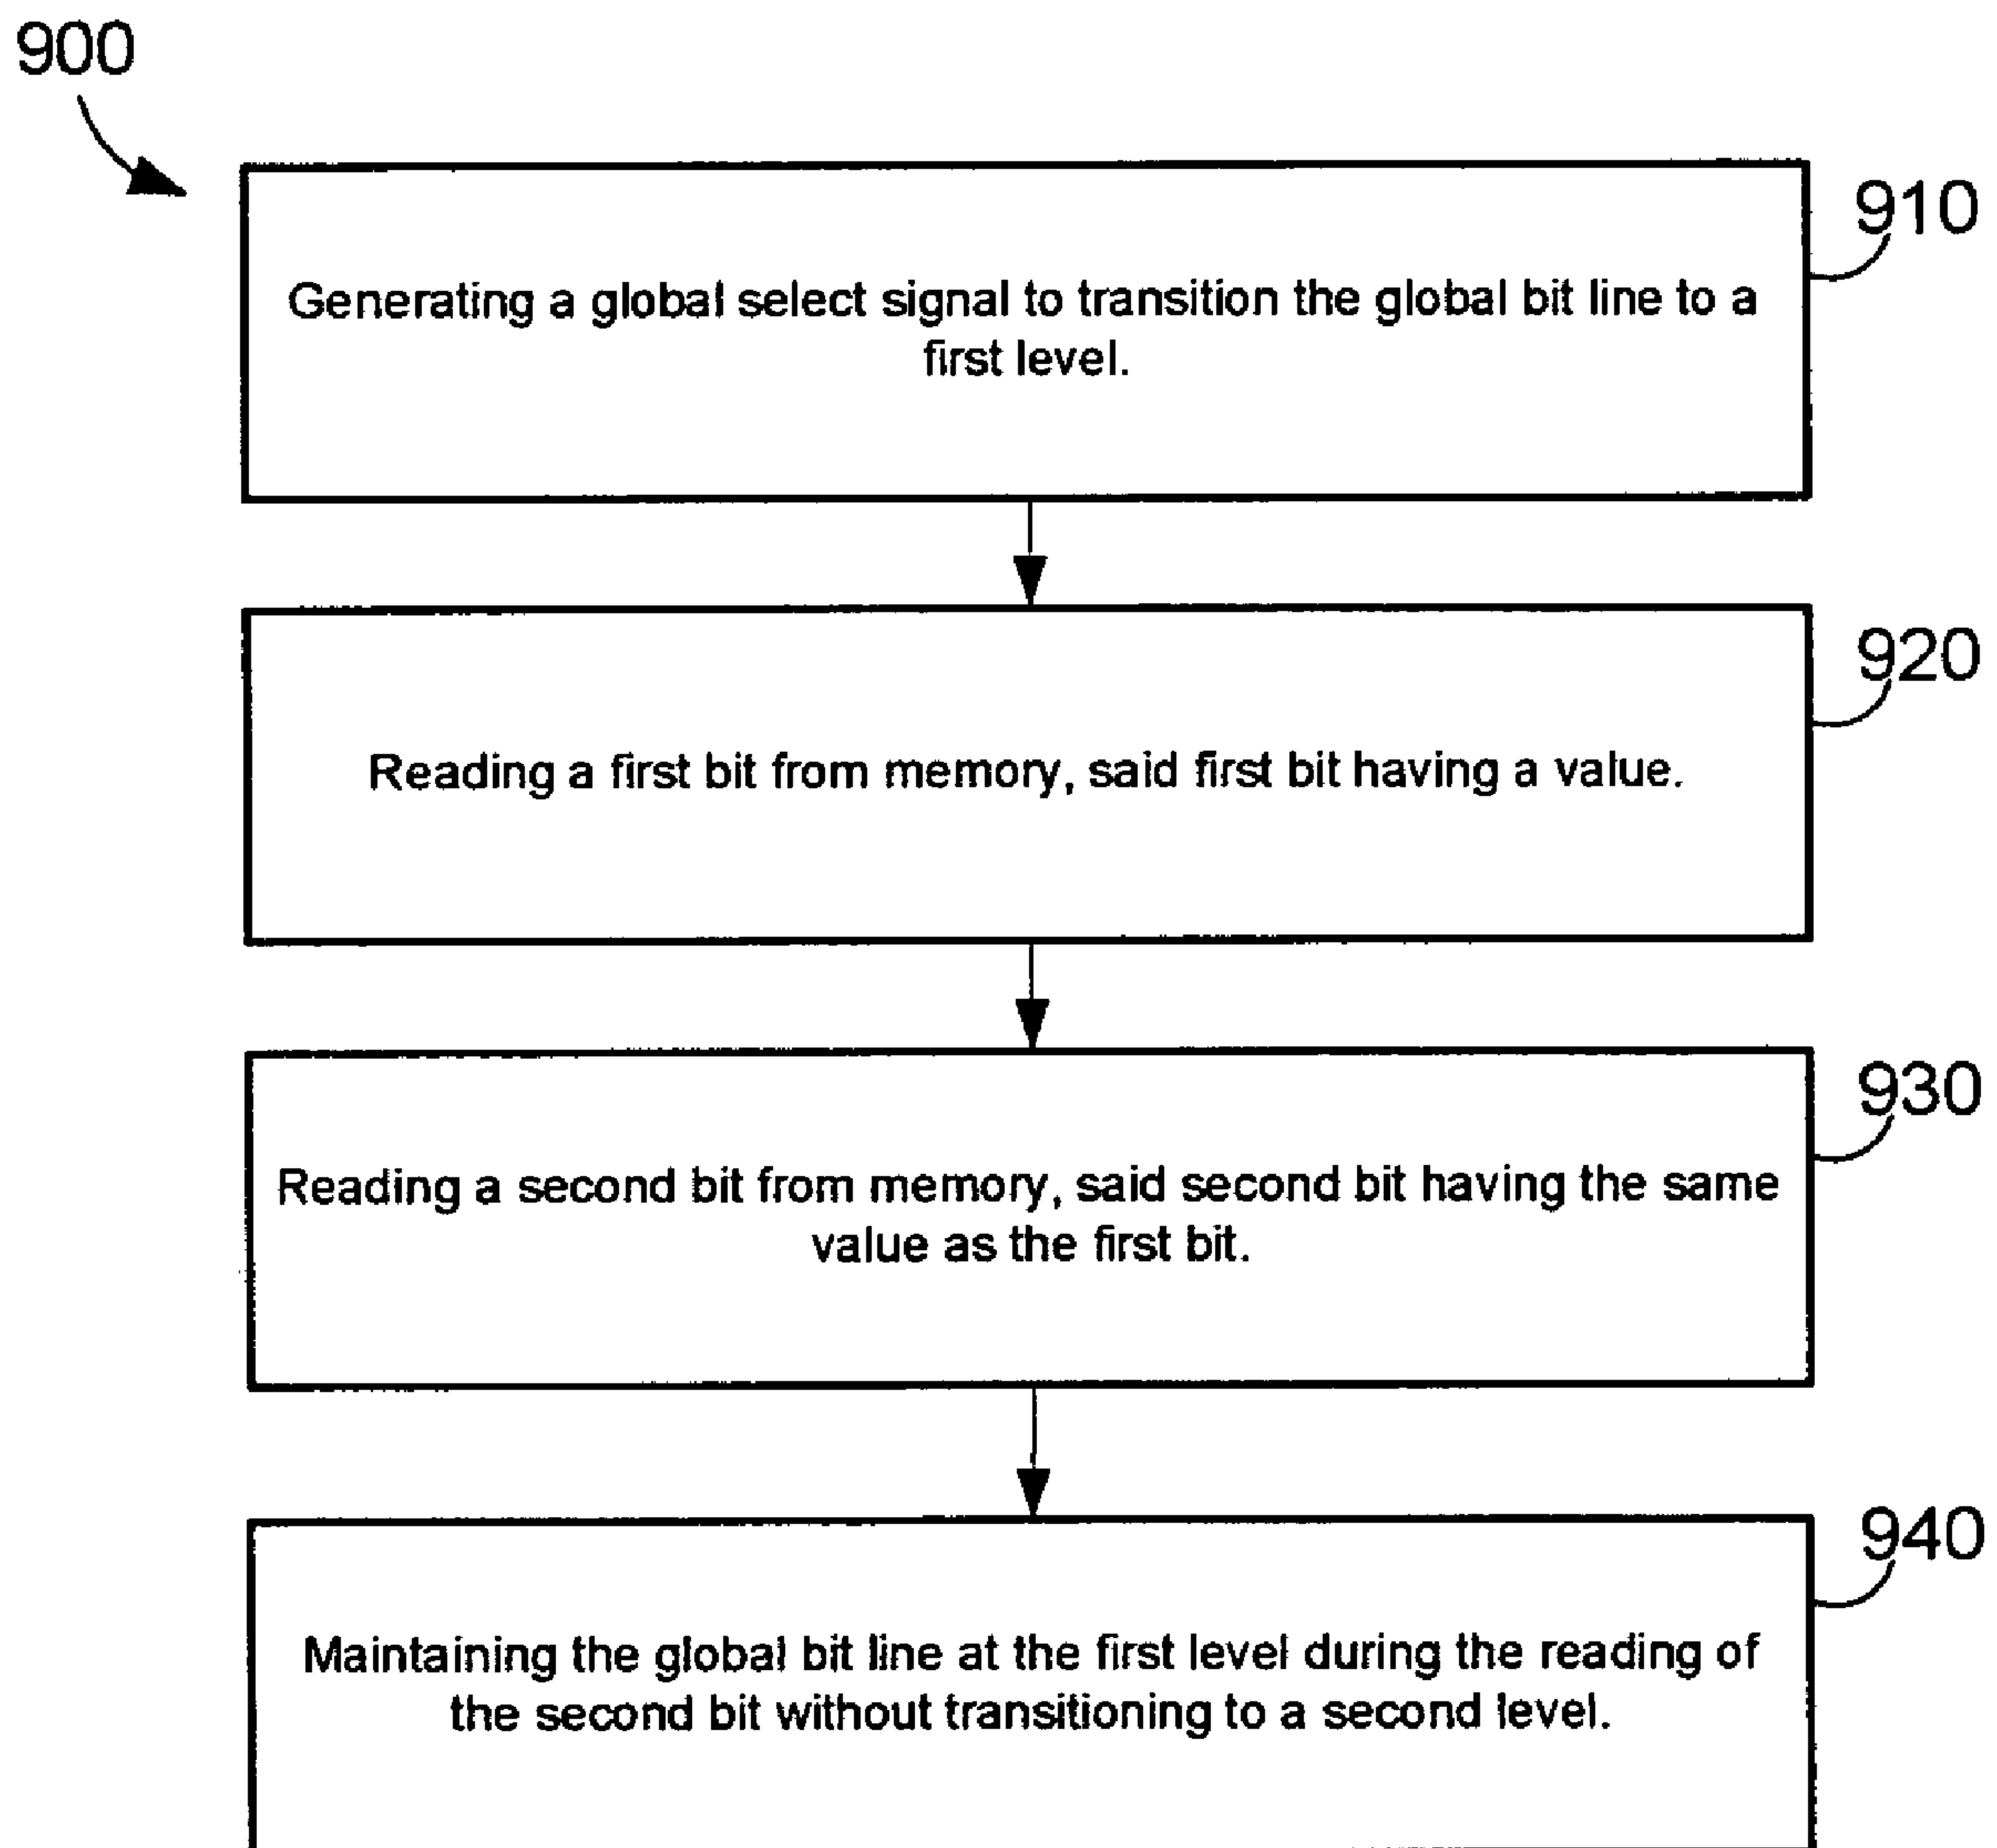 900
910
Generating a global select signal to transition the global bit line to a
first level.
920
Reading a first bit from memory, said first bit having a value.
930
Reading a second bit from memory, said second bit having the same
value as the first bit.
940
Maintaining the global bit line at the first level during the reading of
the second bit without transitioning to a second level.